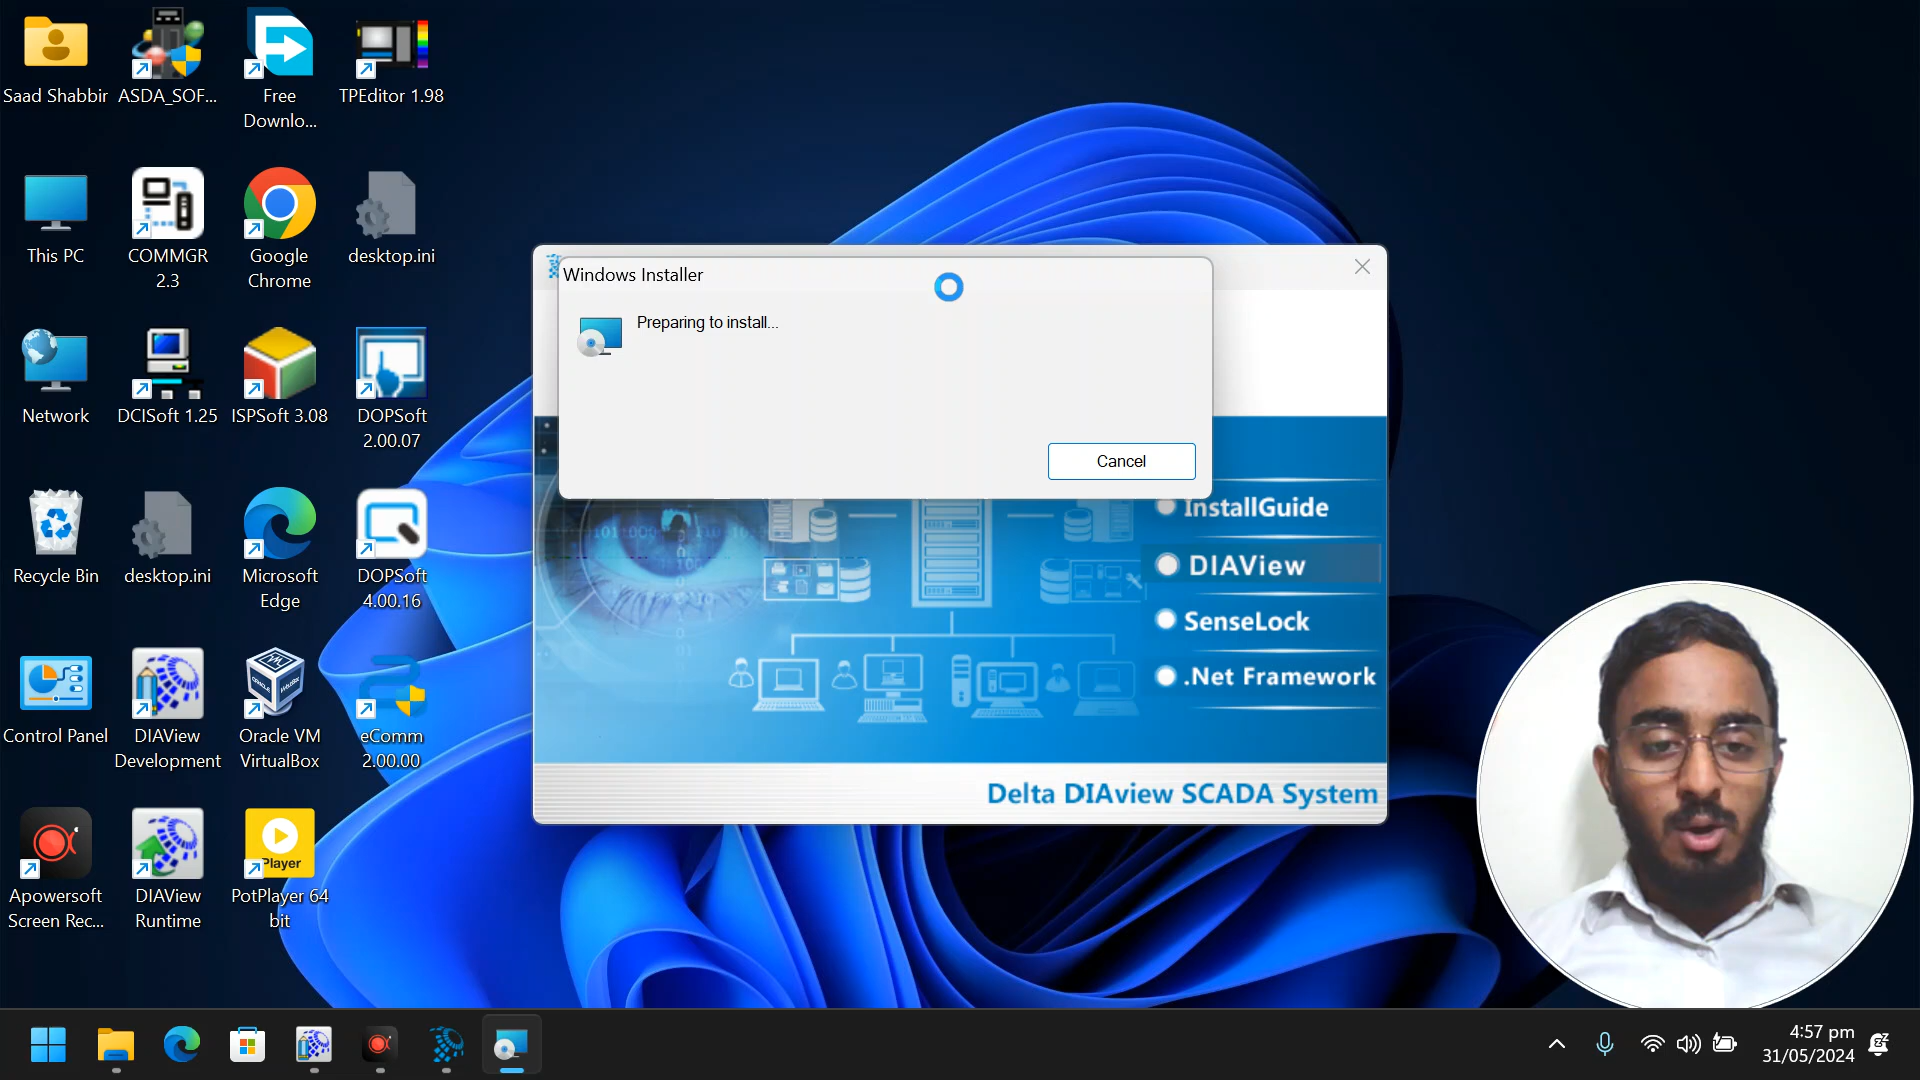 Saad Shabbir
ASDA_SOF...
Free
Downlo...
TPEditor 1.98
This PC
COMMGR
2.3
Google
Chrome
desktop.ini
Network
DCISoft 1.25
ISPSoft 3.08
DOPSoft
2.00.07
Recycle Bin
desktop.ini
Microsoft
Edge
DOPSoft
4.00.16
Control Panel
DIAView
Development
Oracle VM
VirtualBox
eComm
2.00.00
Apowersoft
Screen Rec...
DIAView
Runtime
Player
PotPlayer 64
bit
Windows Installer
Preparing to install...
Cancel
InstallGuide
DIAView
SenseLock
.Net Framework
Delta DIAview SCADA System
4:57 pm
31/05/2024